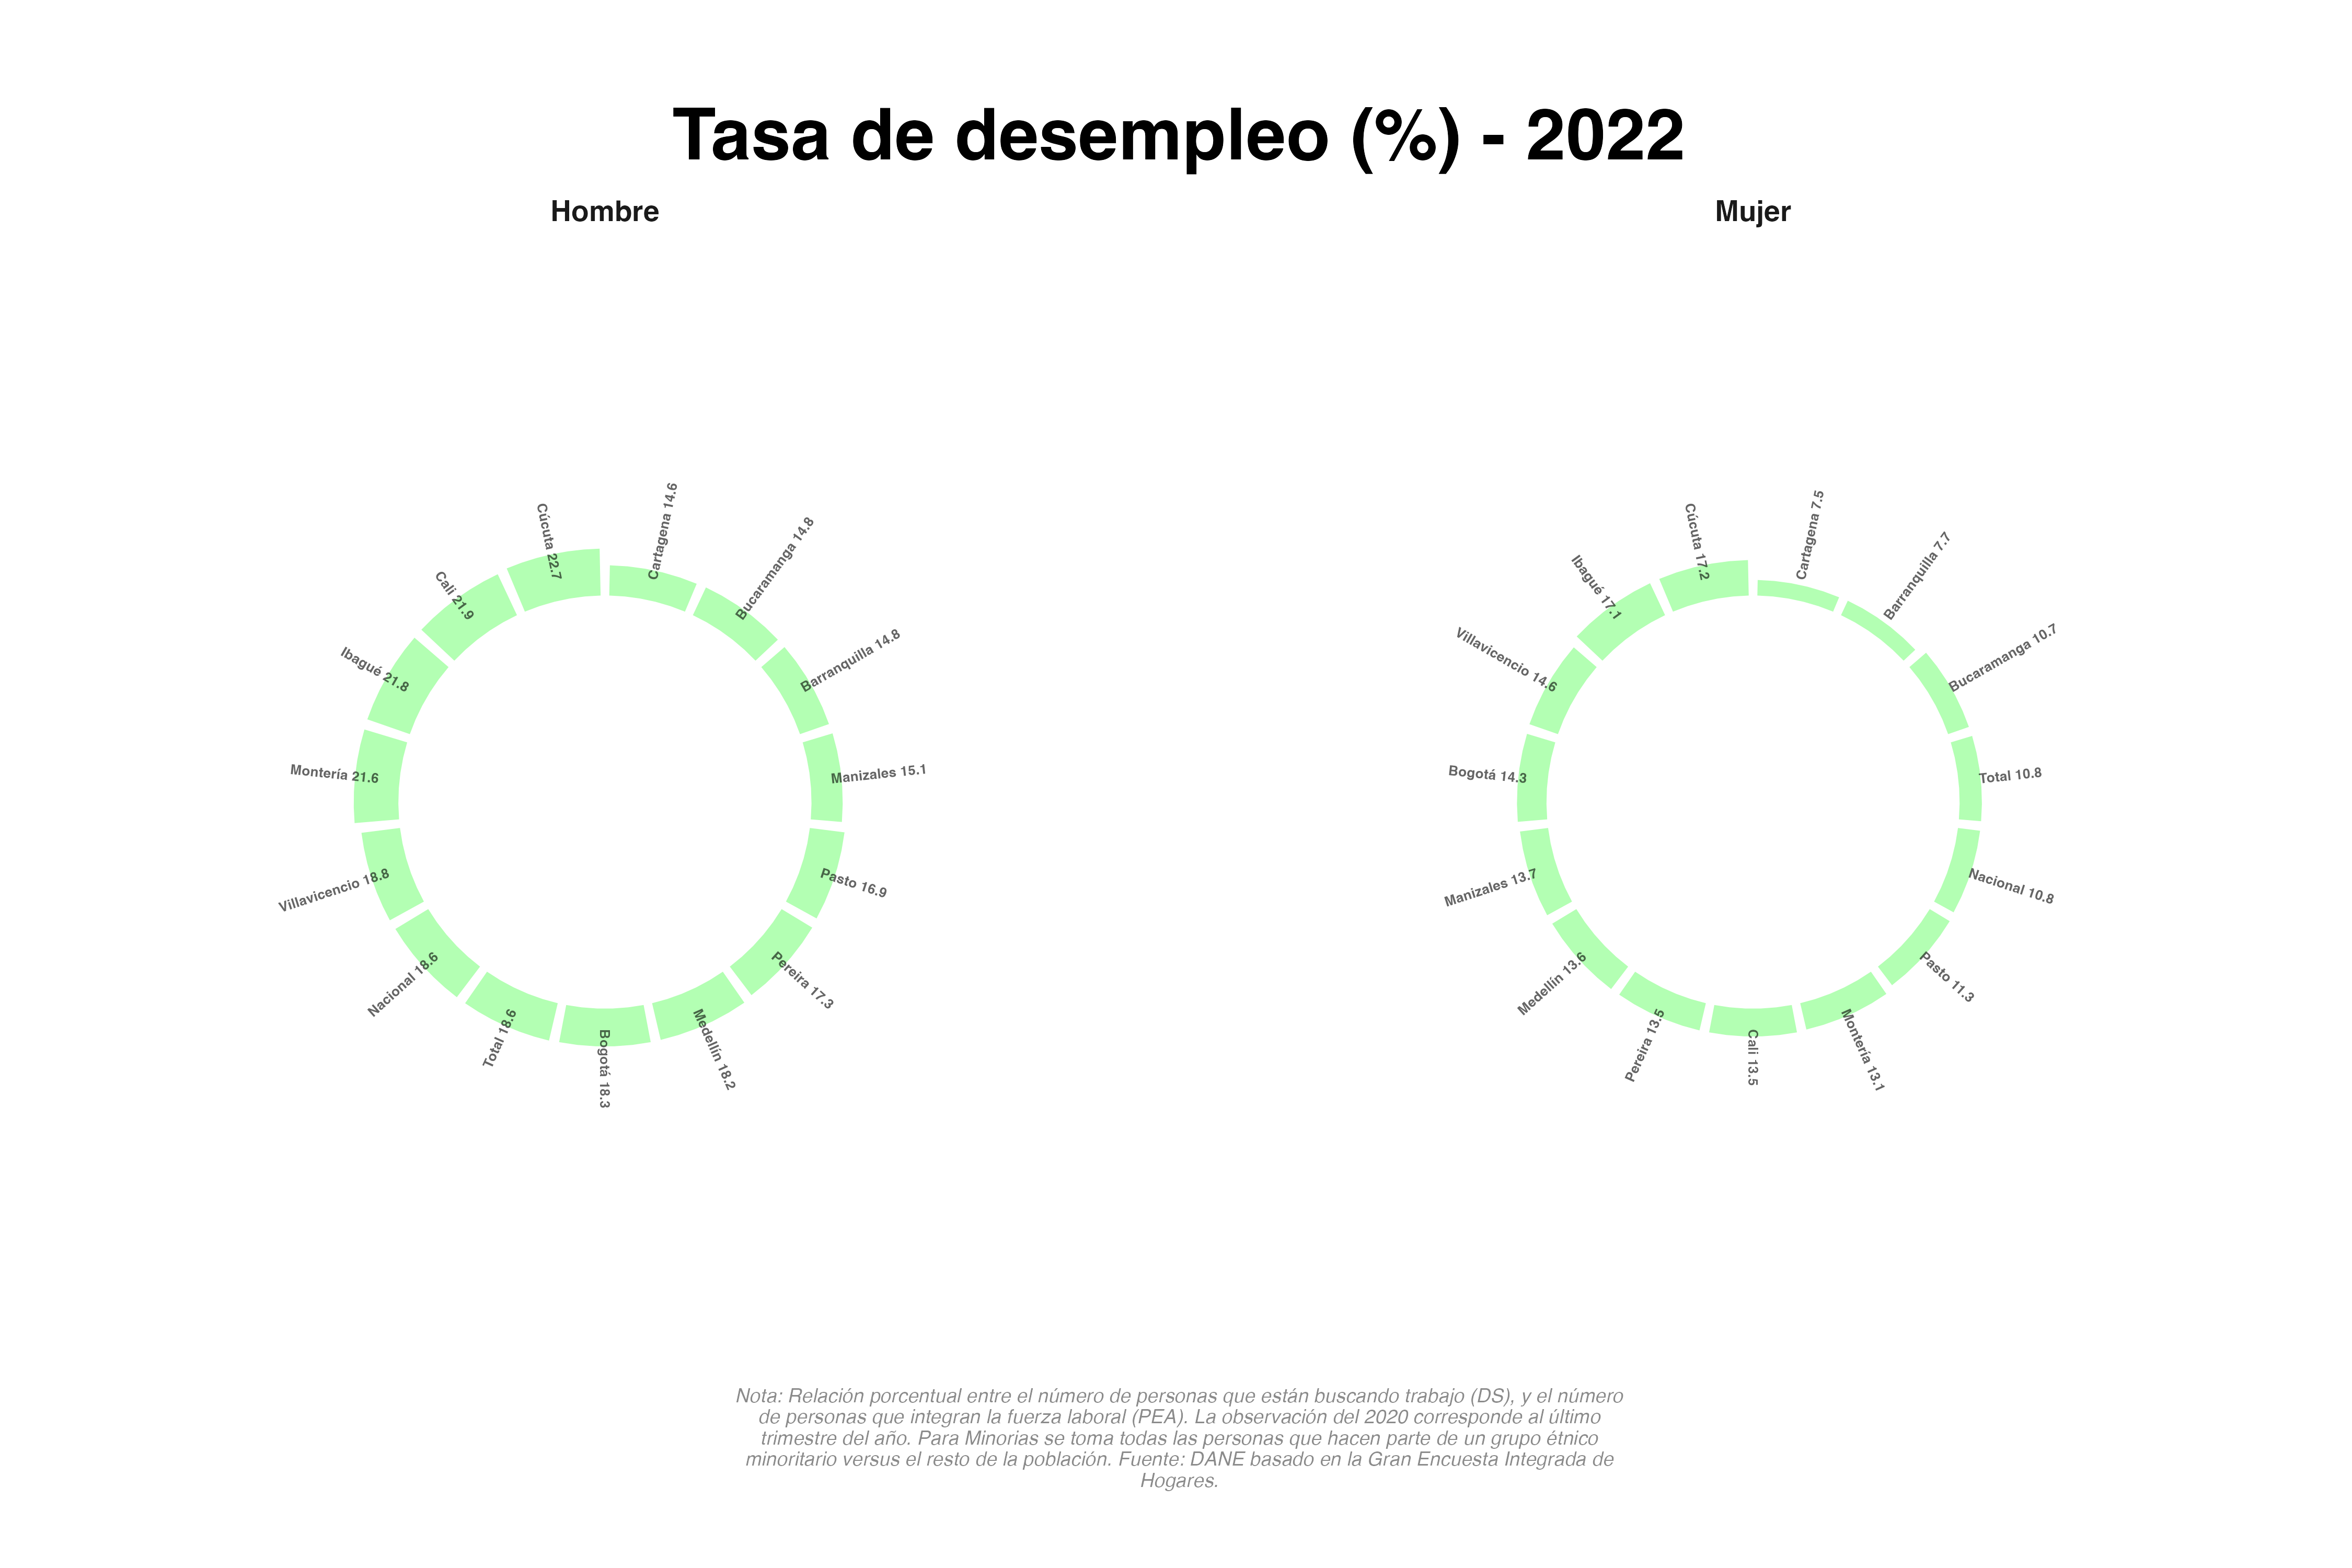 Tasa de desempleo (%) - 2022
Hombre
Cartagena 14.6
Bucaramanga 14.8
Barranquilla 14.8
Manizales 15.1
Pasto 16.9
Pereira 17.3
Medellín 18.2
Bogotá 18.3
Total 18.6
Nacional 18.6
Villavicencio 18.8
Montería 21.6
Ibagué 21.8
Cali 21.9
Cúcuta 22.7
Mujer
Cartagena 7.5
Barranquilla 7.7
Bucaramanga 10.7
Total 10.8
Nacional 10.8
Pasto 11.3
Montería 13.1
Cali 13.5
Pereira 13.5
Medellín 13.6
Manizales 13.7
Bogotá 14.3
Villavicencio 14.6
Ibagué 17.1
Cúcuta 17.2
Nota: Relación porcentual entre el número de personas que están buscando trabajo (DS), y el número
de personas que integran la fuerza laboral (PEA). La observación del 2020 corresponde al último
trimestre del año. Para Minorias se toma todas las personas que hacen parte de un grupo étnico
minoritario versus el resto de la población. Fuente: DANE basado en la Gran Encuesta Integrada de
Hogares.